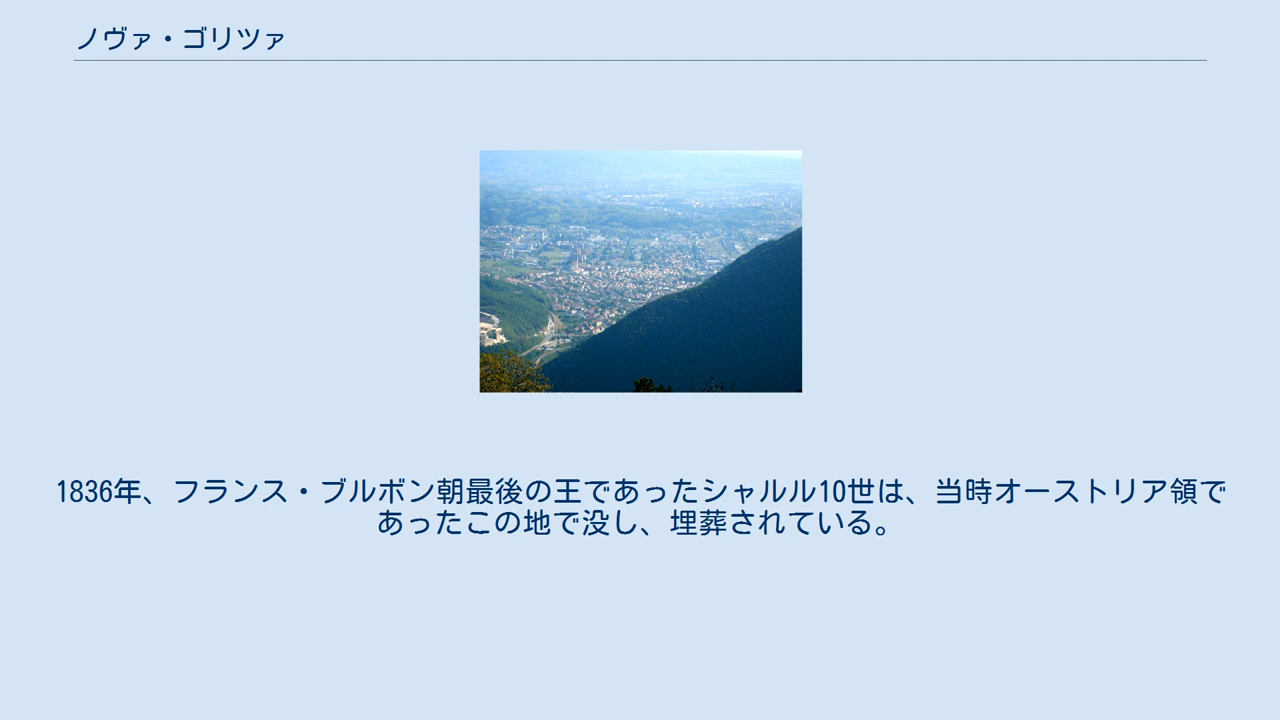 ノヴァ・ゴリツァ
1836年、フランス・ブルボン朝最後の王であったシャルル10世は、当時オーストリア領で
あったこの地で没し、埋葬されている。